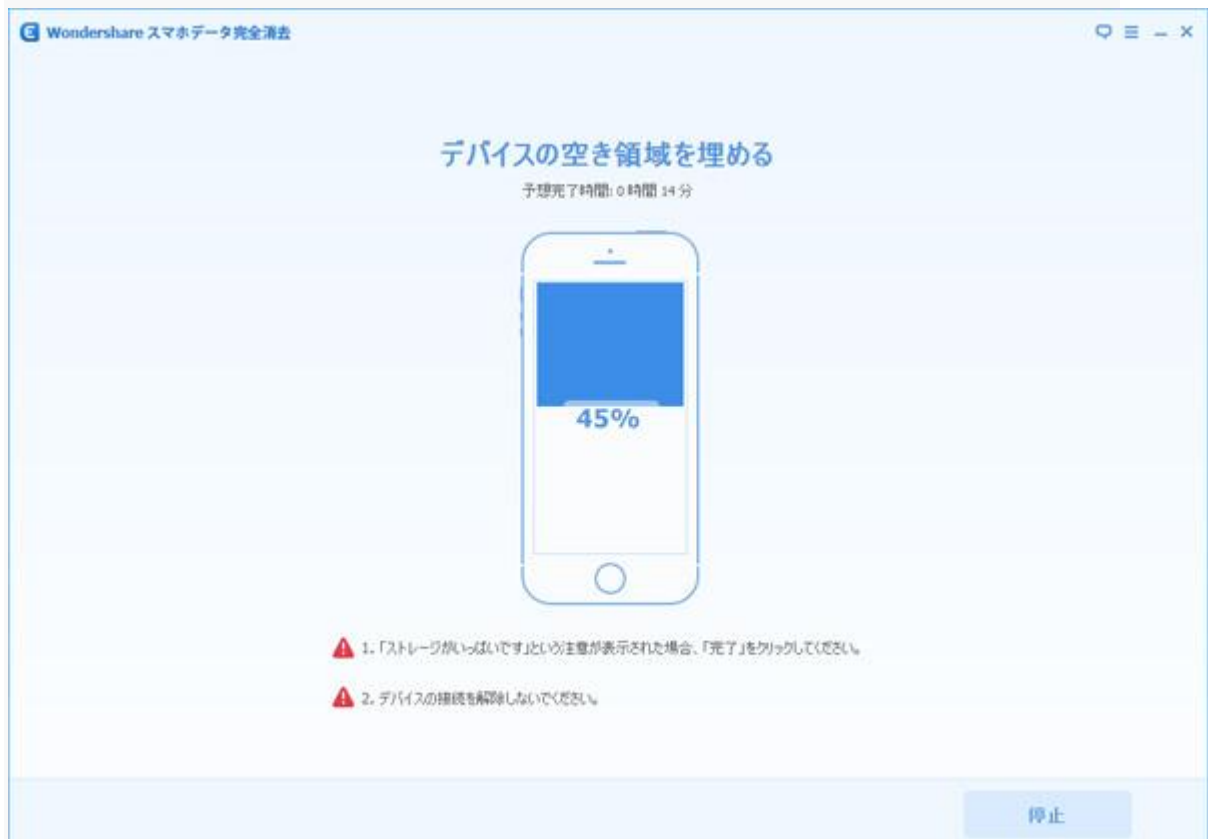 Wondershare スマホデータ完全消去
デバイスの空き領域を埋める
予想完了時間: 0 時間 14 分
45%
1. 「ストレージがいっぱいです」という注意が表示された場合、「完了」をクリックしてください。
2. デバイスの接続を解除しないでください。
停止